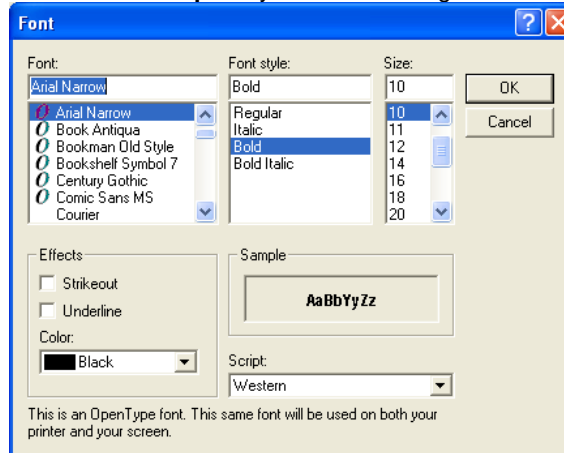 Font
Font:
Font style:
Size:
Arial Narrow
Bold
10
OK
Arial Narrow
Book Antiqua
Bookman Old Style
Bookshelf Symbol 7
Century Gothic
Comic Sans MS
Courier
Regular
Italic
Bold
Bold Italic
10
11
12
14
16
18
20
Cancel
Effects
Strikeout
Underline
Color:
Black
Sample
AaBbYyZz
Script:
Western
This is an OpenType font. This same font will be used on both your
printer and your screen.